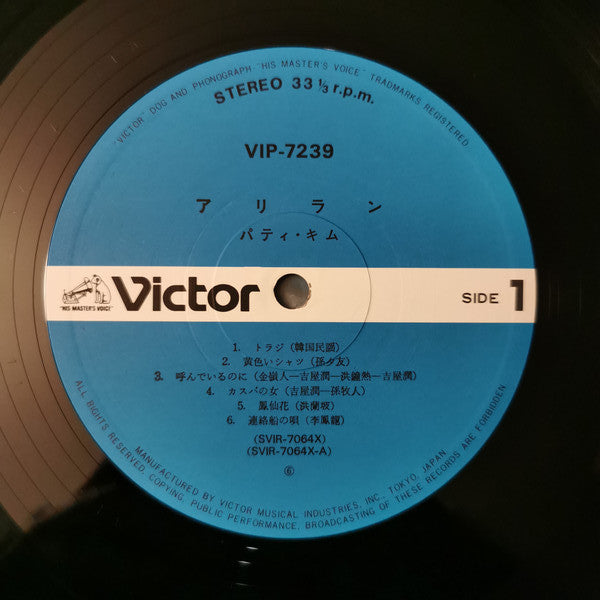 "VICTOR" DOG AND PHONOGRAPH "HIS MASTER'S VOICE" TRADMARKS REGISTERED
STEREO 33 ⅓ r.p.m.
VIP-7239
アリラン
パティ・キム
"HIS MASTER'S VOICE"
Victor
SIDE 1
1. トラジ（韓国民謡）
2. 黄色いシャツ（孫夕友）
3. 呼んでいるのに（金嶺人―吉屋潤―洪鐘熱―吉屋潤）
4. カスバの女（吉屋潤―孫牧人）
5. 鳳仙花（洪蘭坡）
6. 連絡船の唄（李鳳龍）
(SVIR-7064X)
(SVIR-7064X-A)
⑥
MANUFACTURED BY VICTOR MUSICAL INDUSTRIES, INC., TOKYO, JAPAN
ALL RIGHTS RESERVED, COPYING, PUBLIC PERFORMANCE, BROADCASTING OF THESE RECORDS ARE FORBIDDEN